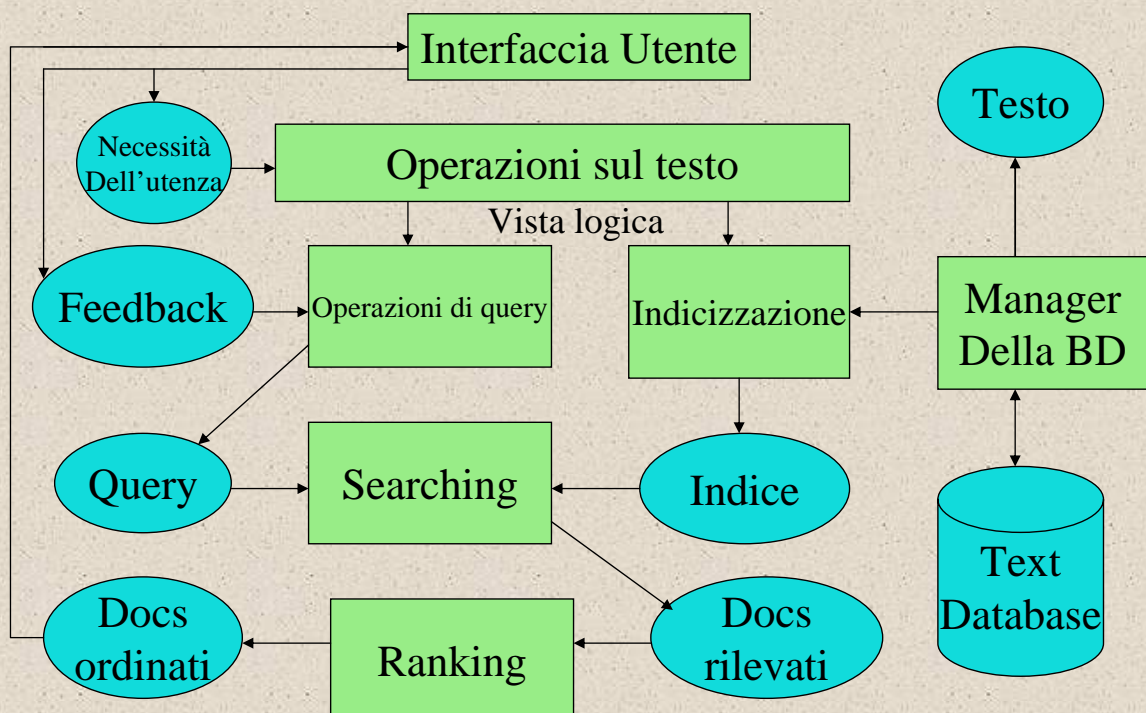 Interfaccia Utente
Testo
Necessità
Dell’utenza
Operazioni sul testo
Vista logica
Feedback
Operazioni di query
Indicizzazione
Manager
Della BD
Query
Searching
Indice
Text
Database
Docs
ordinati
Ranking
Docs
rilevati